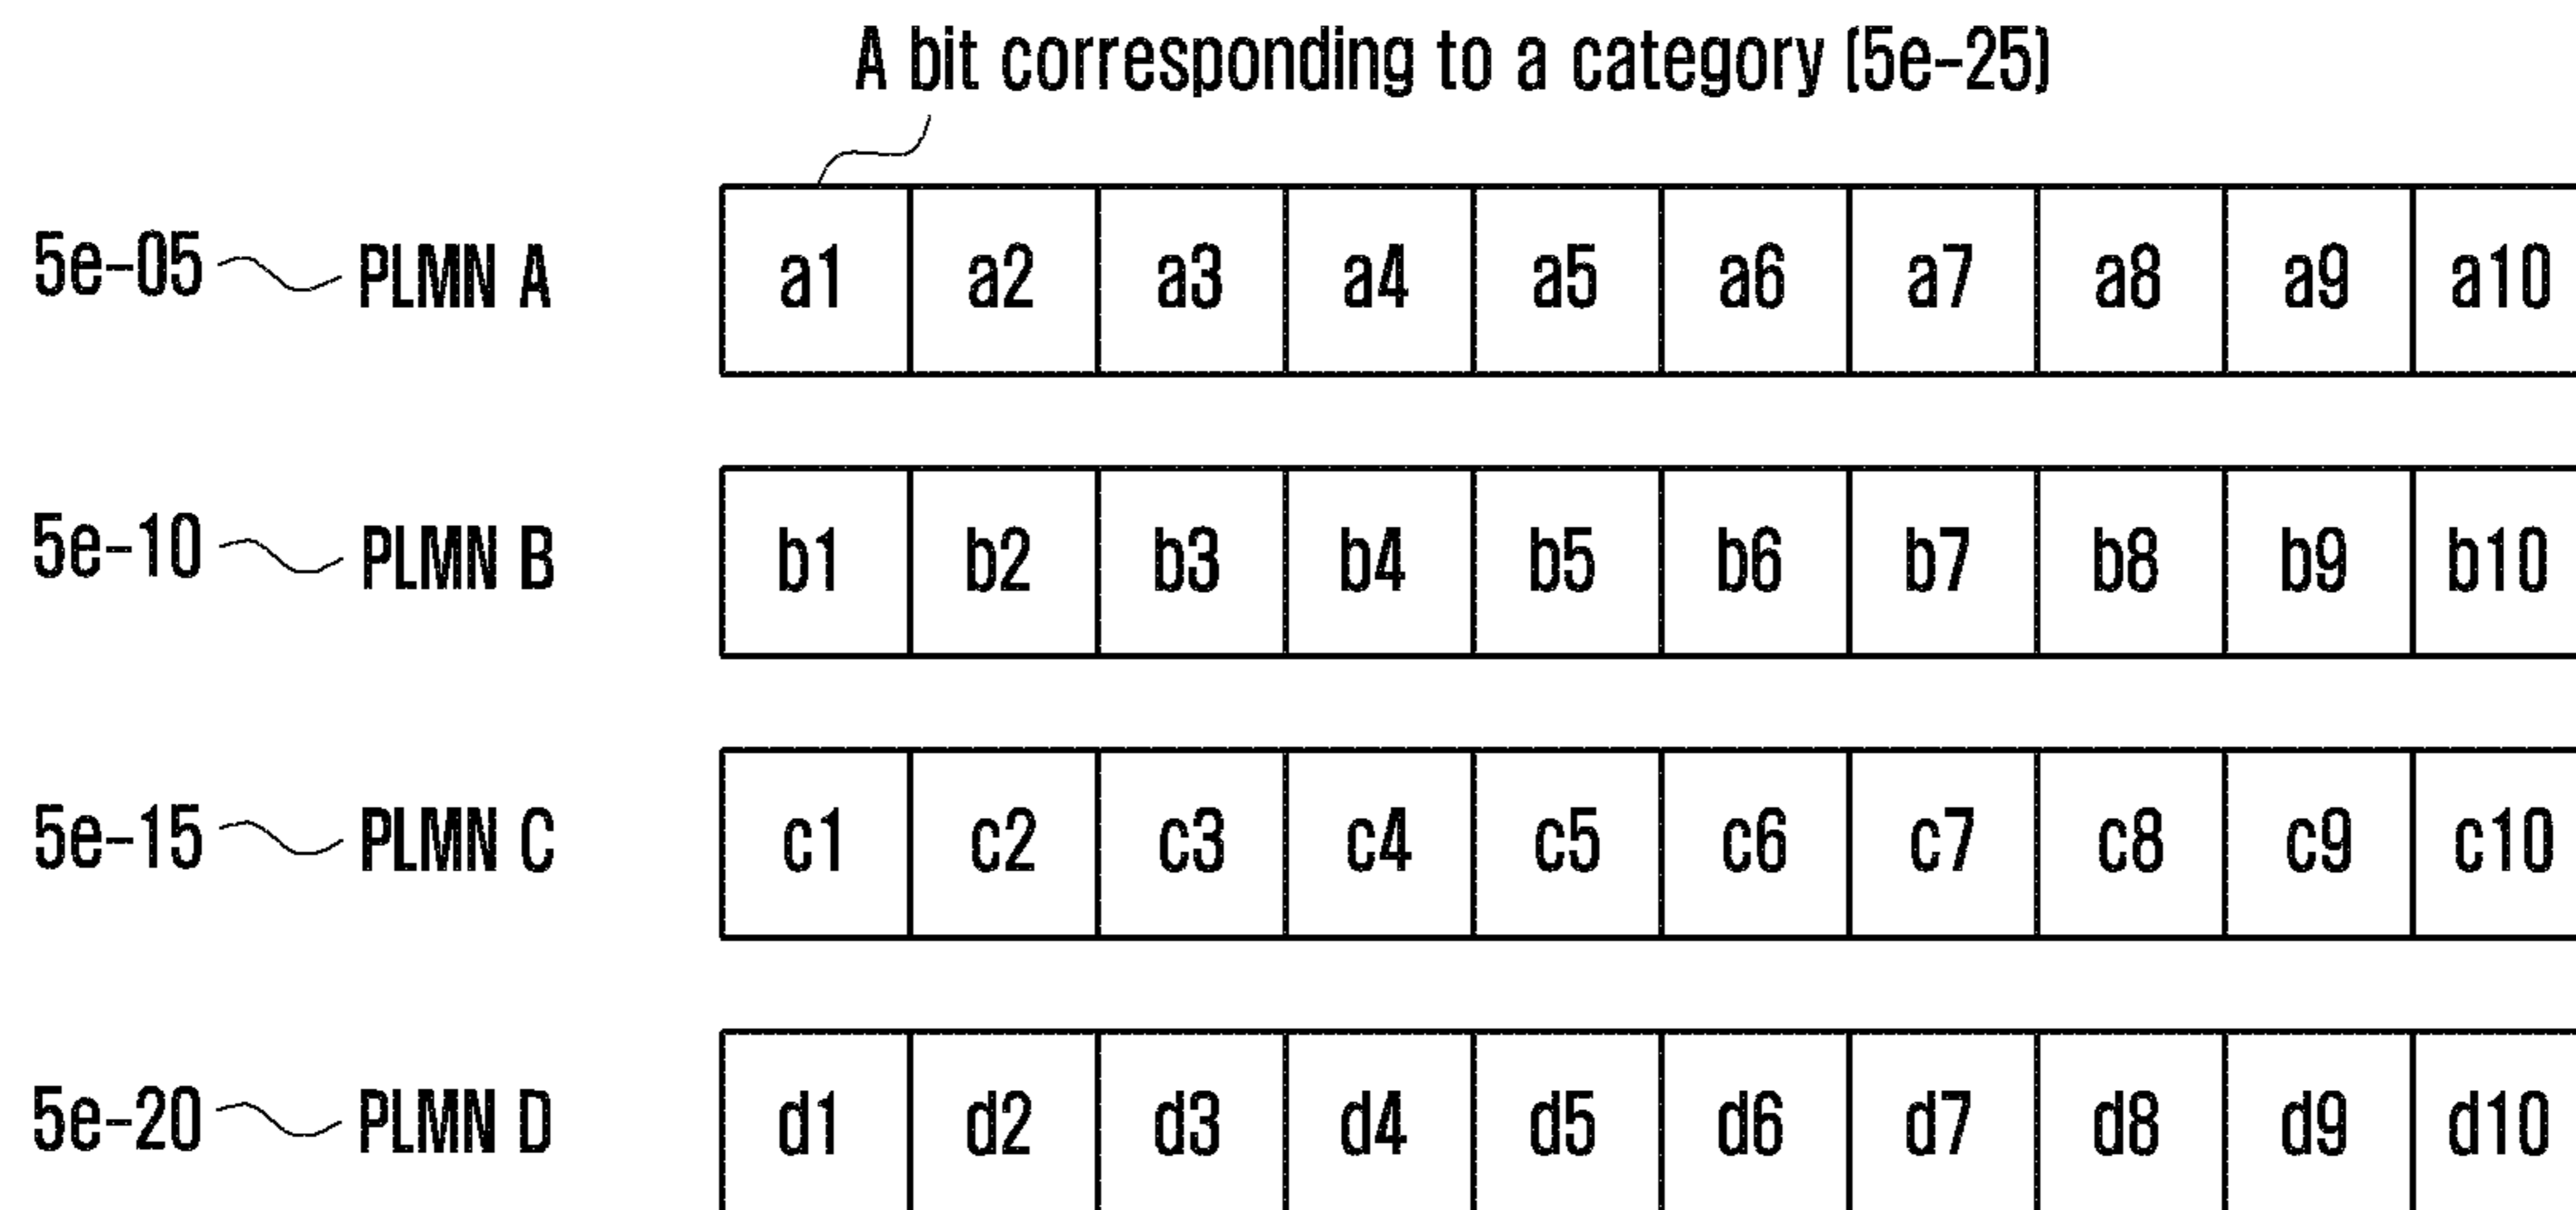 A bit corresponding to a category (5e-25)
5e-05 PLMN A a1 a2 a3 a4 a5 a6 a7 a8 a9 a10
5e-10 PLMN B b1 b2 b3 b4 b5 b6 b7 b8 b9 b10
5e-15 PLMN C c1 c2 c3 c4 c5 c6 c7 c8 c9 c10
5e-20 PLMN D d1 d2 d3 d4 d5 d6 d7 d8 d9 d10